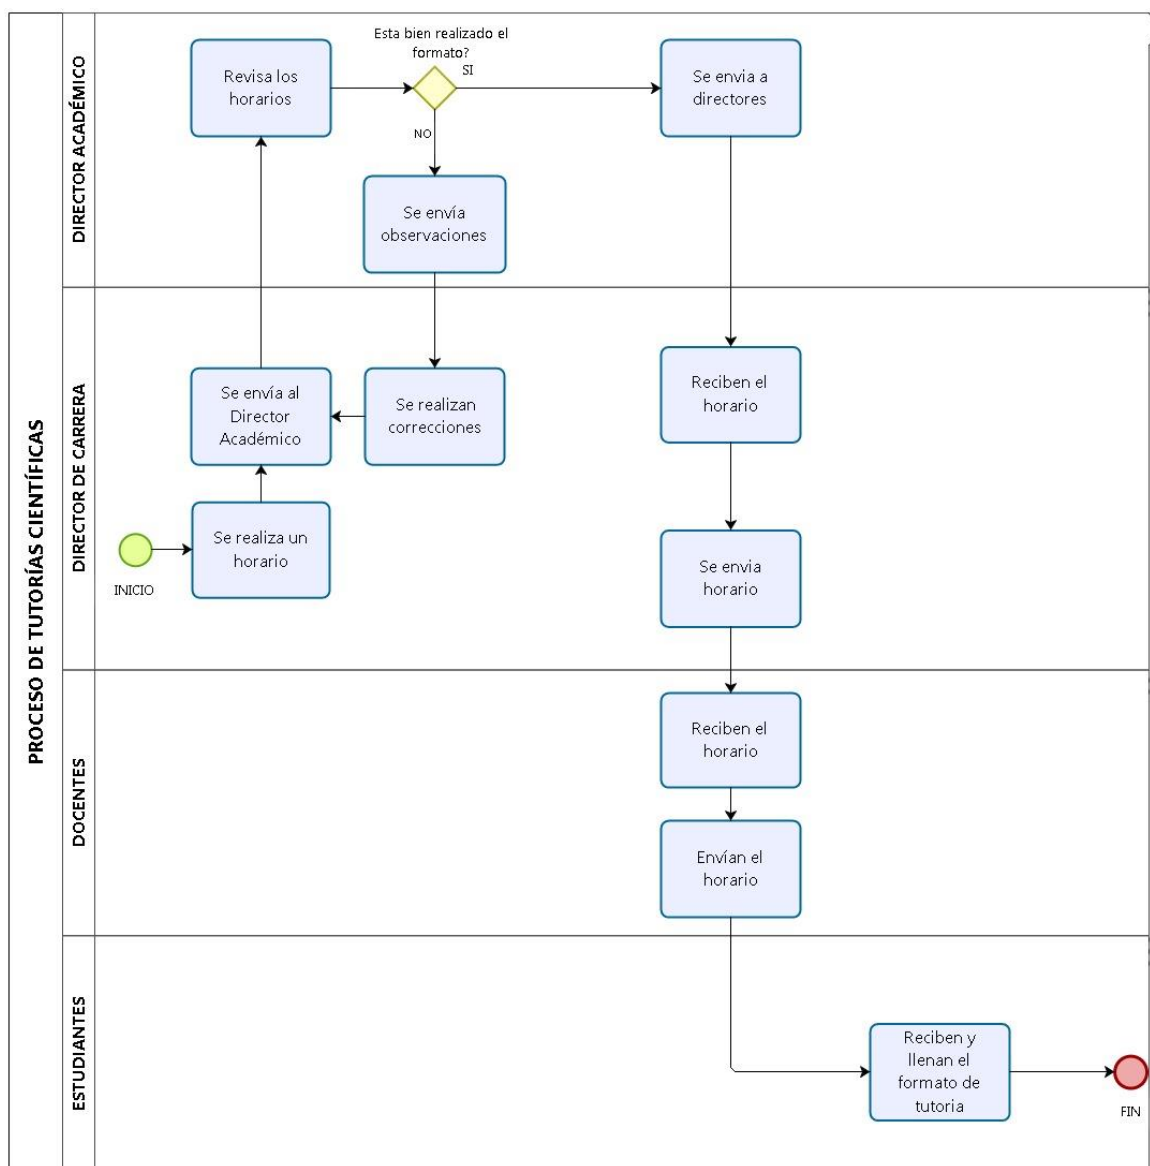 PROCESO DE TUTORÍAS CIENTÍFICAS
DIRECTOR ACADÉMICO
Revisa los
horarios
Esta bien realizado el
formato?
SI
NO
Se envia a
directores
Se envía
observaciones
DIRECTOR DE CARRERA
Se envía al
Director
Académico
Se realizan
correcciones
Reciben el
horario
INICIO
Se realiza un
horario
Se envia
horario
DOCENTES
Reciben el
horario
Envían el
horario
ESTUDIANTES
Reciben y
llenan el
formato de
tutoria
FIN